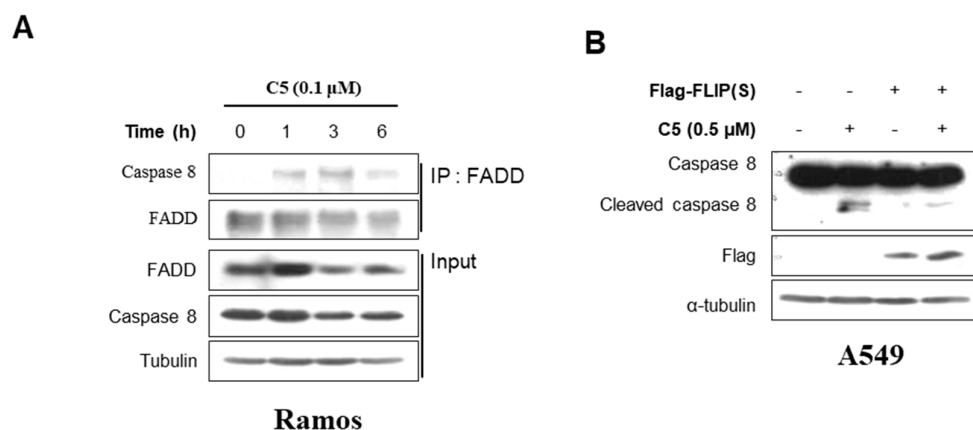 A
C5 (0.1 μM)
Time (h) 0 1 3 6
Caspase 8
IP : FADD
FADD
FADD
Input
Caspase 8
Tubulin
Ramos
B
Flag-FLIP(S) - - + +
C5 (0.5 μM) - + - +
Caspase 8
Cleaved caspase 8
Flag
α-tubulin
A549